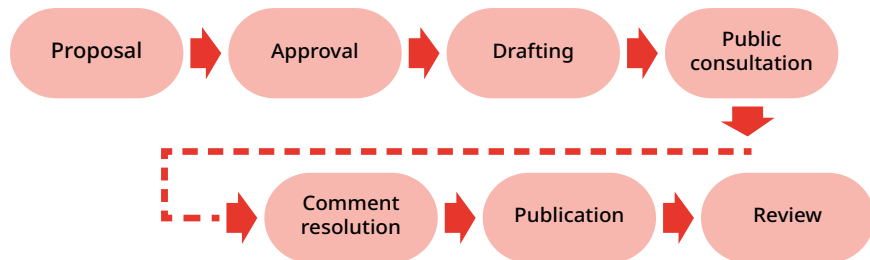 Proposal
Approval
Drafting
Public
consultation
Comment
resolution
Publication
Review